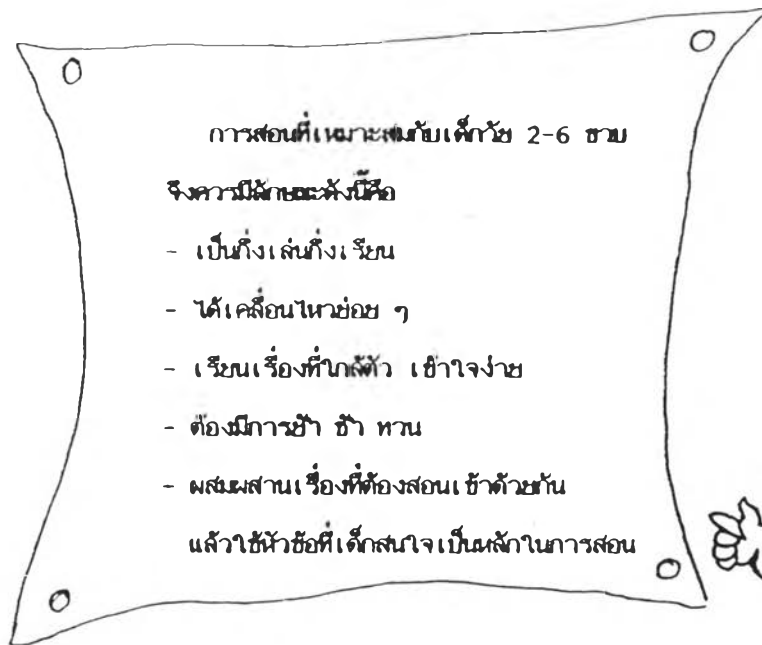 การสอนที่เหมาะสมกับเด็กวัย 2-6 ขวบ
จึงควรมีลักษณะดังนี้คือ
- เป็นกึ่งเล่นกึ่งเรียน
- ได้เคลื่อนไหวบ่อย ๆ
- เรียนเรื่องที่ใกล้ตัว เข้าใจง่าย
- ต้องมีการย้ำ ซ้ำ ทวน
- ผสมผสานเรื่องที่ต้องสอนเข้าด้วยกัน
แล้วใช้หัวข้อที่เด็กสนใจเป็นหลักในการสอน